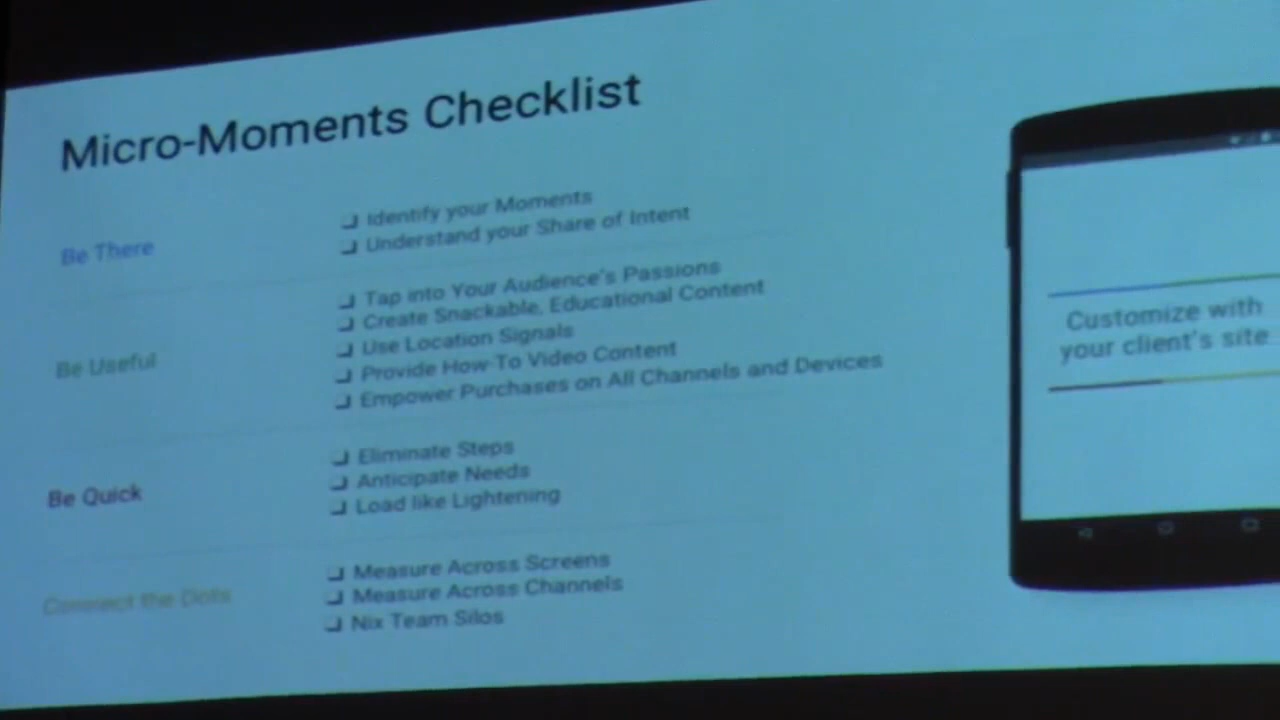 Micro-Moments Checklist
Be There
Identify your Moments
Understand your Share of Intent
Be Useful
Tap into Your Audience's Passions
Create Snackable, Educational Content
Use Location Signals
Provide How-To Video Content
Empower Purchases on All Channels and Devices
Be Quick
Eliminate Steps
Anticipate Needs
Load like Lightening
Connect the Dots
Measure Across Screens
Measure Across Channels
Nix Team Silos
Customize with
your client's site